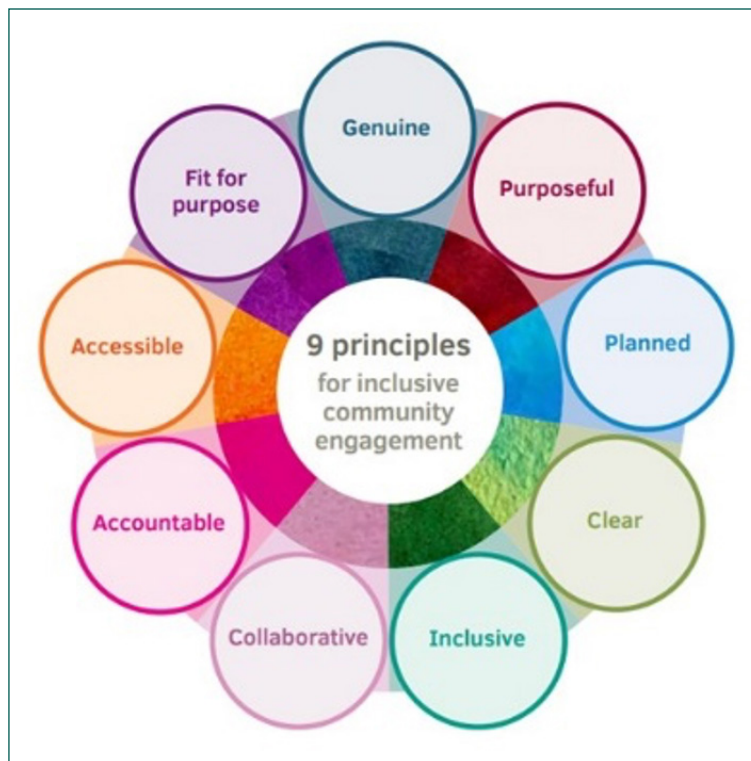 9 principles
for inclusive
community
engagement
Genuine
Purposeful
Planned
Clear
Inclusive
Collaborative
Accountable
Accessible
Fit for
purpose